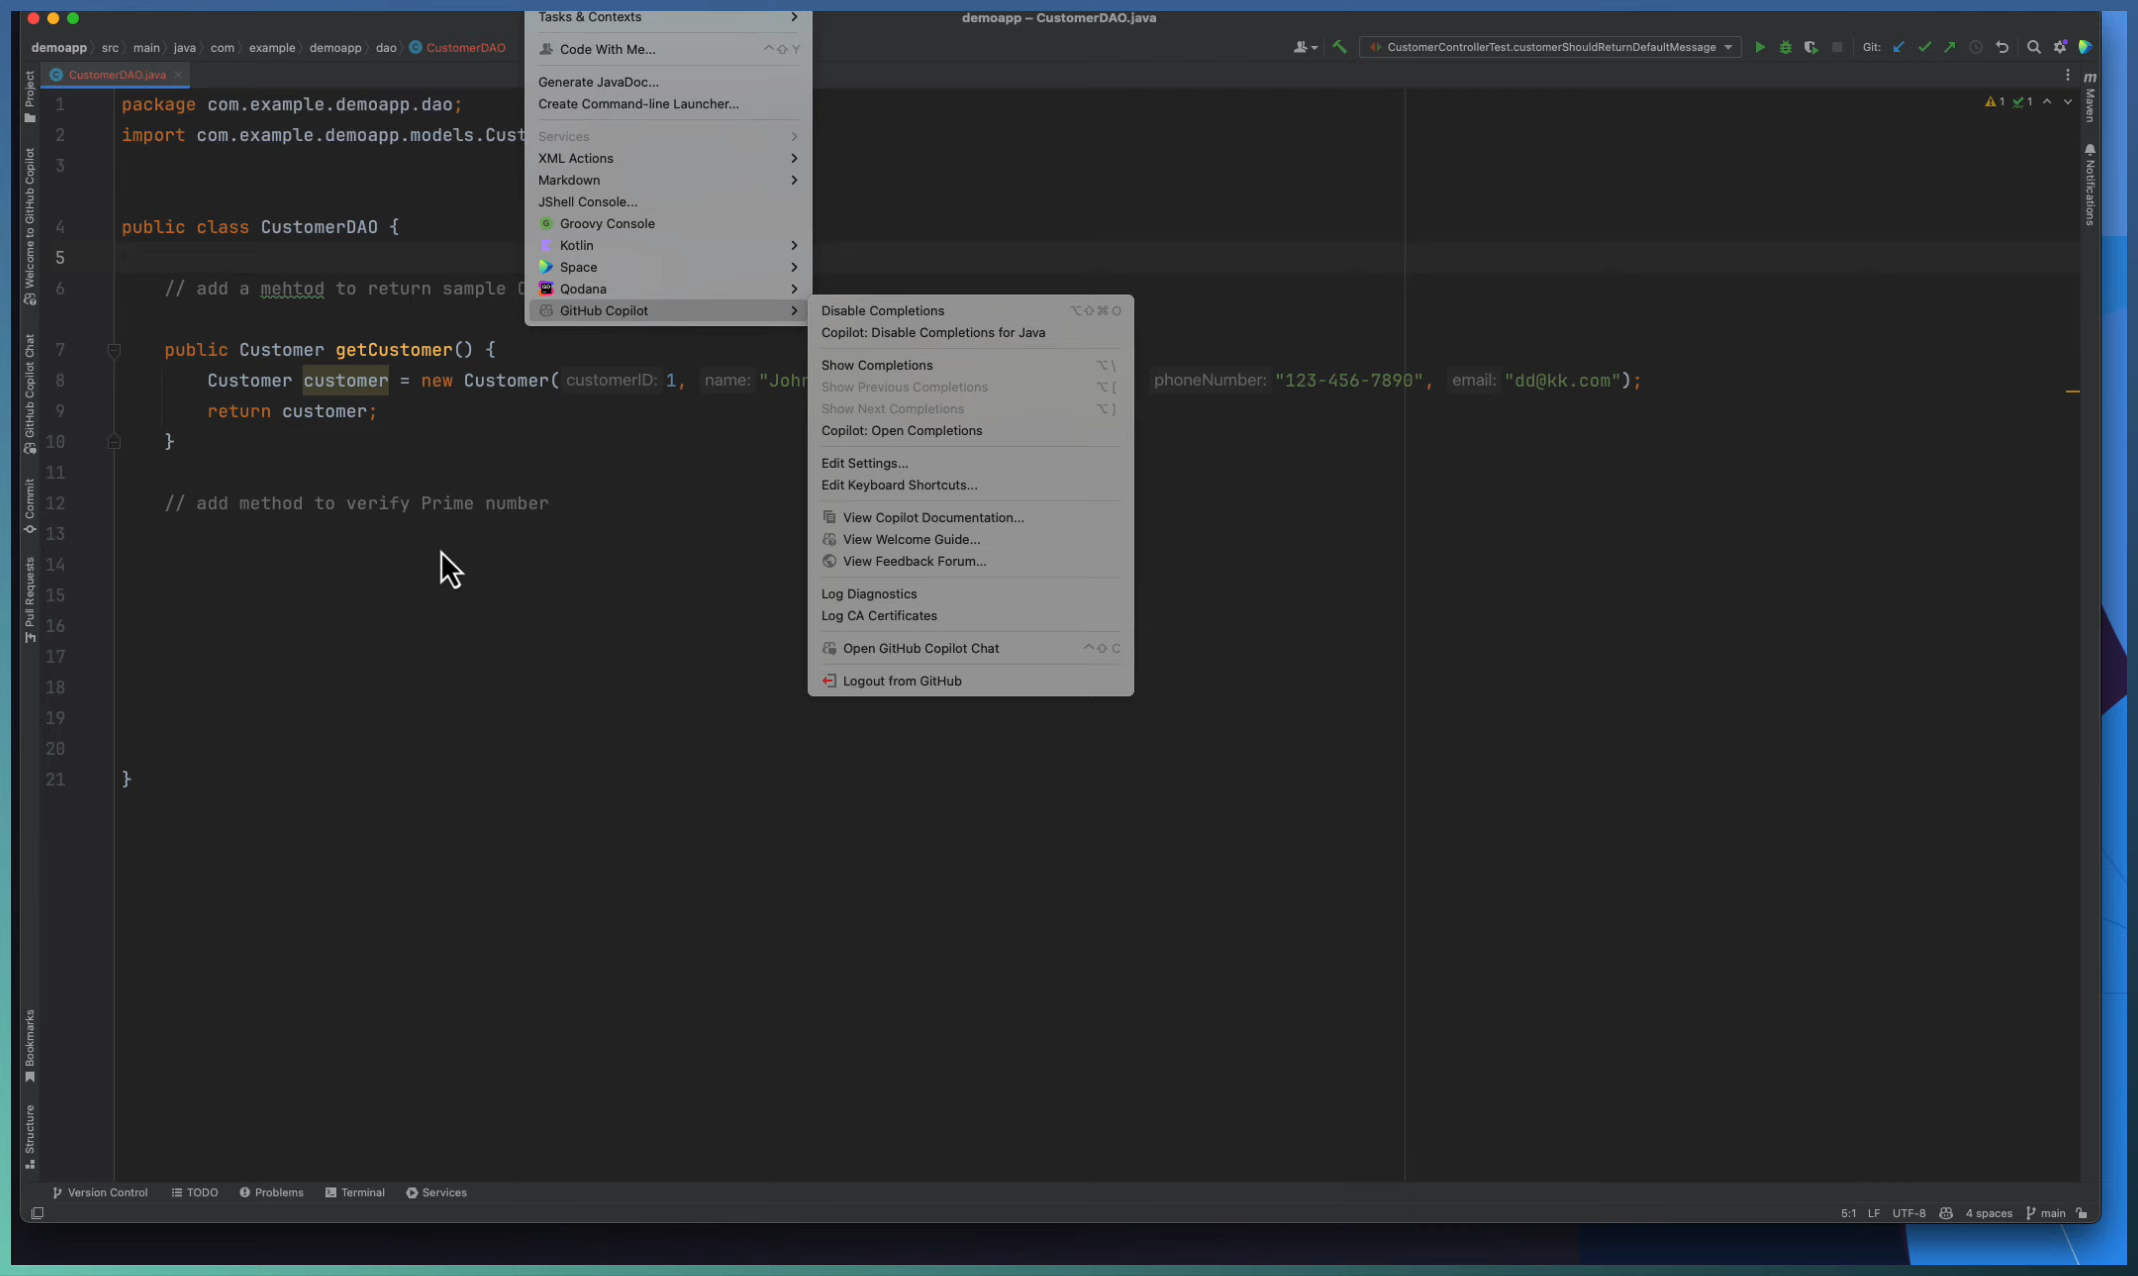 demoapp – CustomerDAO.java
demoapp src main java com example demoapp dao CustomerDAO
CustomerControllerTest.customerShouldReturnDefaultMessage
Git:
CustomerDAO.java
1 1
Tasks & Contexts
Code With Me... ^⇧Y
Generate JavaDoc...
Create Command-line Launcher...
Services
XML Actions
Markdown
JShell Console...
Groovy Console
Kotlin
Space
Qodana
GitHub Copilot
Disable Completions ⌥⇧⌘O
Copilot: Disable Completions for Java
Show Completions ⌥\
Show Previous Completions ⌥[
Show Next Completions ⌥]
Copilot: Open Completions
Edit Settings...
Edit Keyboard Shortcuts...
View Copilot Documentation...
View Welcome Guide...
View Feedback Forum...
Log Diagnostics
Log CA Certificates
Open GitHub Copilot Chat ^⇧C
Logout from GitHub
1 package com.example.demoapp.dao;
2 import com.example.demoapp.models.Cust
3
4 public class CustomerDAO {
5
6 // add a mehtod to return sample C
7 public Customer getCustomer() {
8 Customer customer = new Customer( customerID: 1, name: "John phoneNumber: "123-456-7890", email: "dd@kk.com");
9 return customer;
10 }
11
12 // add method to verify Prime number
13
14
15
16
17
18
19
20
21 }
Project
Welcome to GitHub Copilot
GitHub Copilot Chat
Commit
Pull Requests
Bookmarks
Structure
m
Maven
Notifications
Version Control TODO Problems Terminal Services
5:1 LF UTF-8 4 spaces main